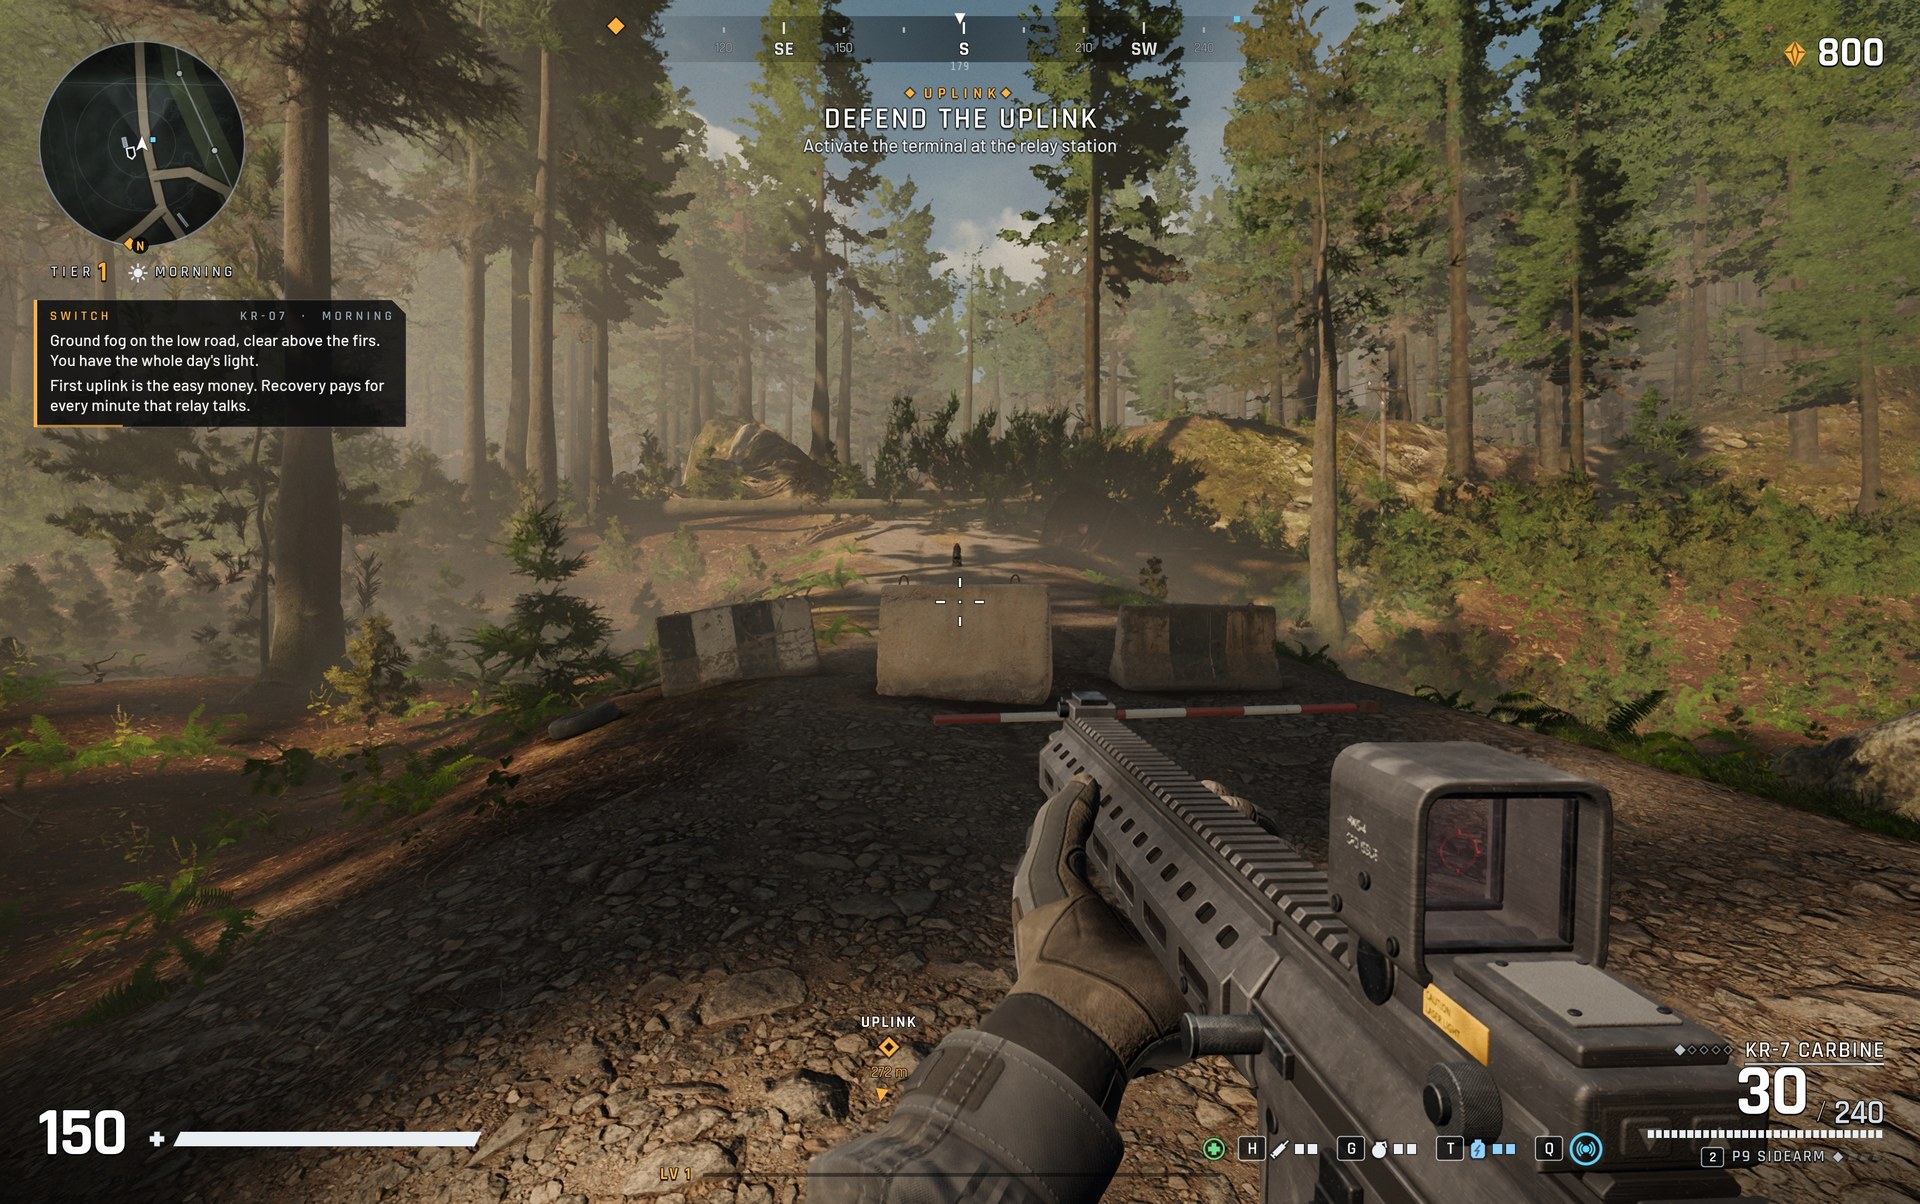 120 SE 150 S 210 SW 240
179
800
UPLINK
DEFEND THE UPLINK
Activate the terminal at the relay station
N
TIER 1 MORNING
SWITCH KR-07 · MORNING
Ground fog on the low road, clear above the firs.
You have the whole day's light.
First uplink is the easy money. Recovery pays for
every minute that relay talks.
UPLINK
272 m
CAUTION
LASER LIGHT
KR-7 CARBINE
30 / 240
150
H G T Q
2 P9 SIDEARM
LV 1